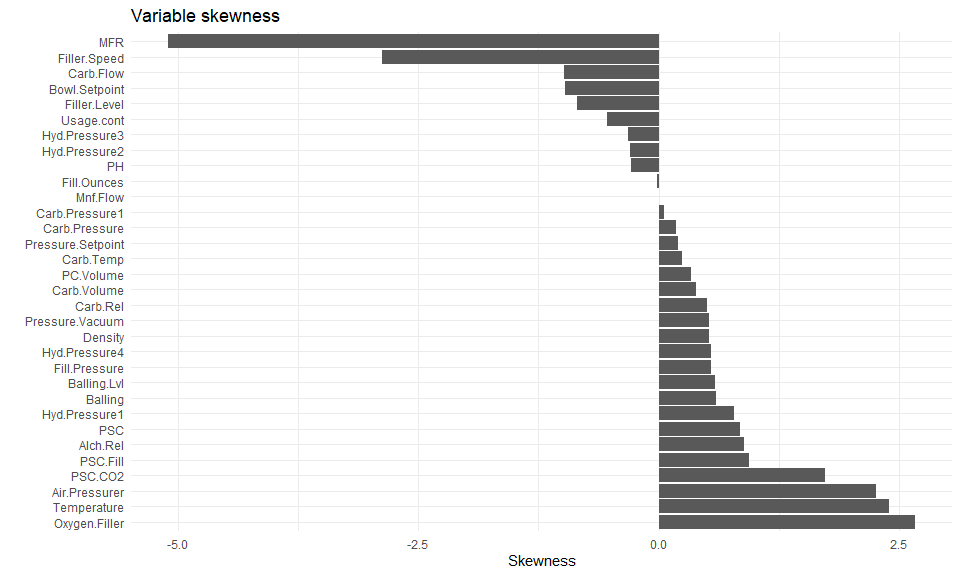 Variable skewness
MFR
Filler.Speed
Carb.Flow
Bowl.Setpoint
Filler.Level
Usage.cont
Hyd.Pressure3
Hyd.Pressure2
PH
Fill.Ounces
Mnf.Flow
Carb.Pressure1
Carb.Pressure
Pressure.Setpoint
Carb.Temp
PC.Volume
Carb.Volume
Carb.Rel
Pressure.Vacuum
Density
Hyd.Pressure4
Fill.Pressure
Balling.Lvl
Balling
Hyd.Pressure1
PSC
Alch.Rel
PSC.Fill
PSC.CO2
Air.Pressurer
Temperature
Oxygen.Filler
-5.0 -2.5 0.0 2.5
Skewness